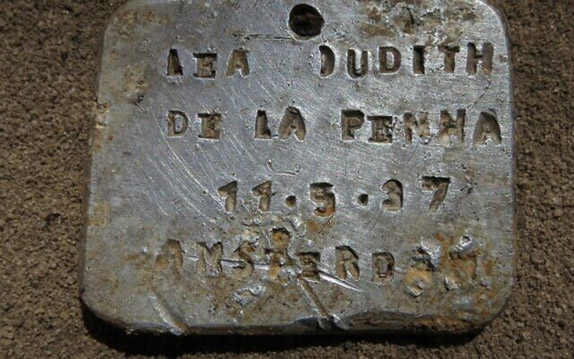 LEA JUDITH
DE LA PENHA
11.5.37
AMSTERDAM